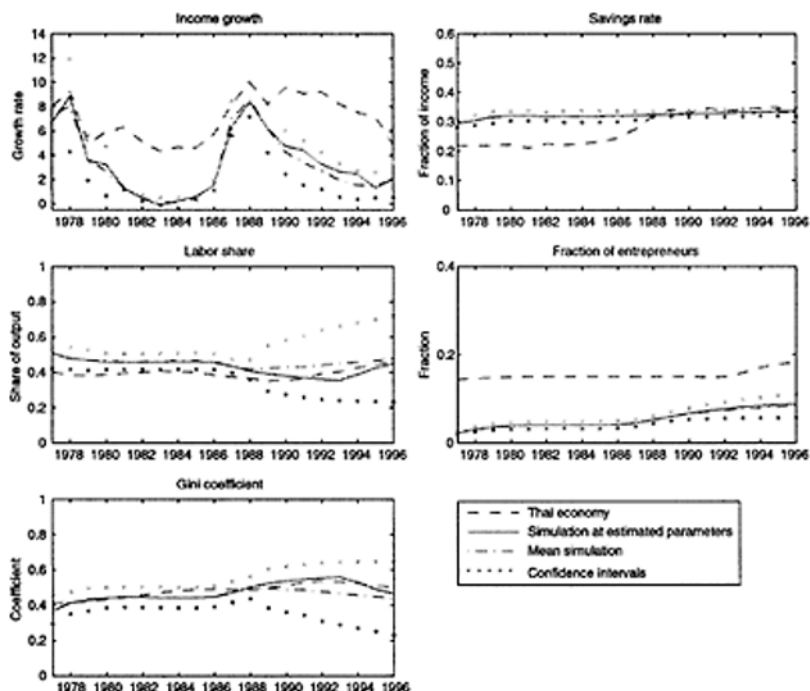 Income growth
14
12
10
8
6
4
2
0
Growth rate
1978 1980 1982 1984 1986 1988 1990 1992 1994 1996
Savings rate
0.6
0.5
0.4
0.3
0.2
0.1
0
Fraction of income
1978 1980 1982 1984 1986 1988 1990 1992 1994 1996
Labor share
1
0.8
0.6
0.4
0.2
0
Share of output
1978 1980 1982 1984 1986 1988 1990 1992 1994 1996
Fraction of entrepreneurs
0.4
0.2
0
Fraction
1978 1980 1982 1984 1986 1988 1990 1992 1994 1996
Gini coefficient
1
0.8
0.6
0.4
0.2
0
Coefficient
1978 1980 1982 1984 1986 1988 1990 1992 1994 1996
Thai economy
Simulation at estimated parameters
Mean simulation
Confidence intervals